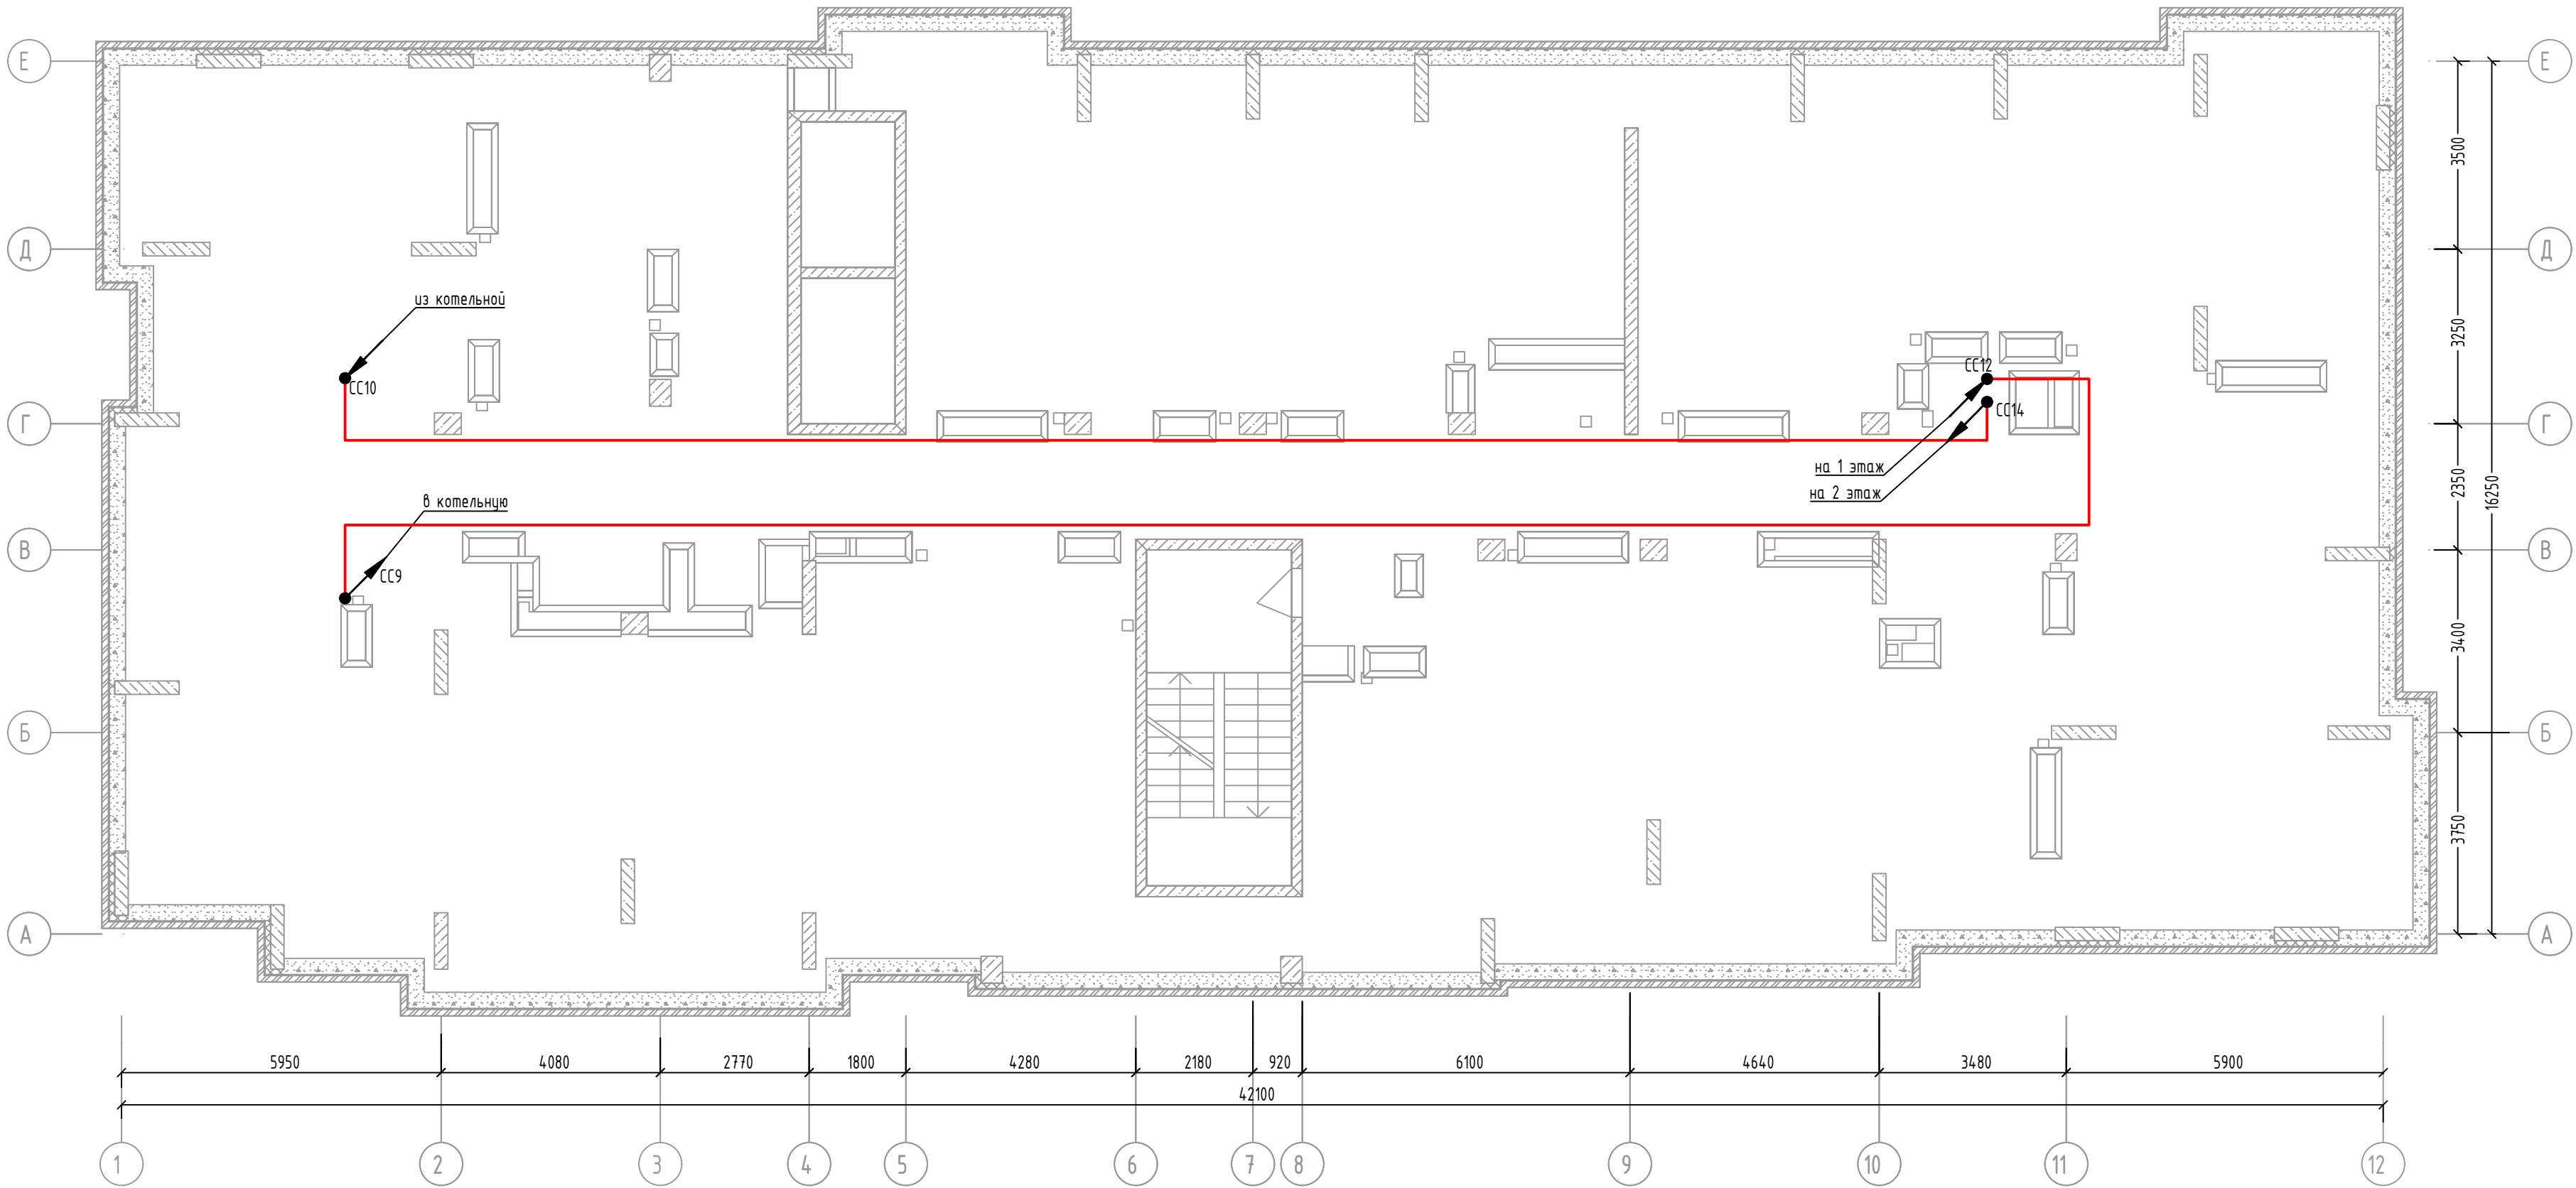 Е
Е
3500
Д
Д
из котельной
3250
СС12
СС10
СС14
Г
Г
на 1 этаж
2350
16250
на 2 этаж
в котельную
В
В
СС9
3400
Б
Б
3750
А
А
5950
4080
2770
1800
4280
2180
920
6100
4640
3480
5900
42100
1
2
3
4
5
6
7
8
9
10
11
12